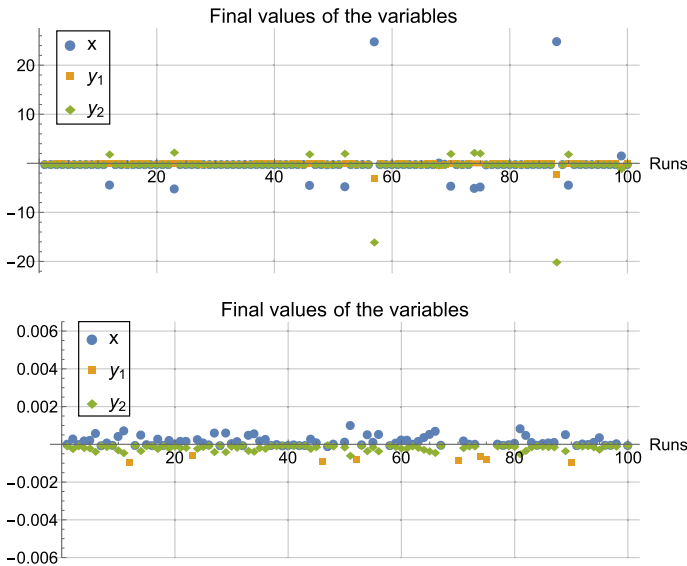 Final values of the variables
x
y1
y2
20
10
−10
−20
20
40
60
80
100
Runs
Final values of the variables
x
y1
y2
0.006
0.004
0.002
0.000
−0.002
−0.004
−0.006
20
40
60
80
100
Runs